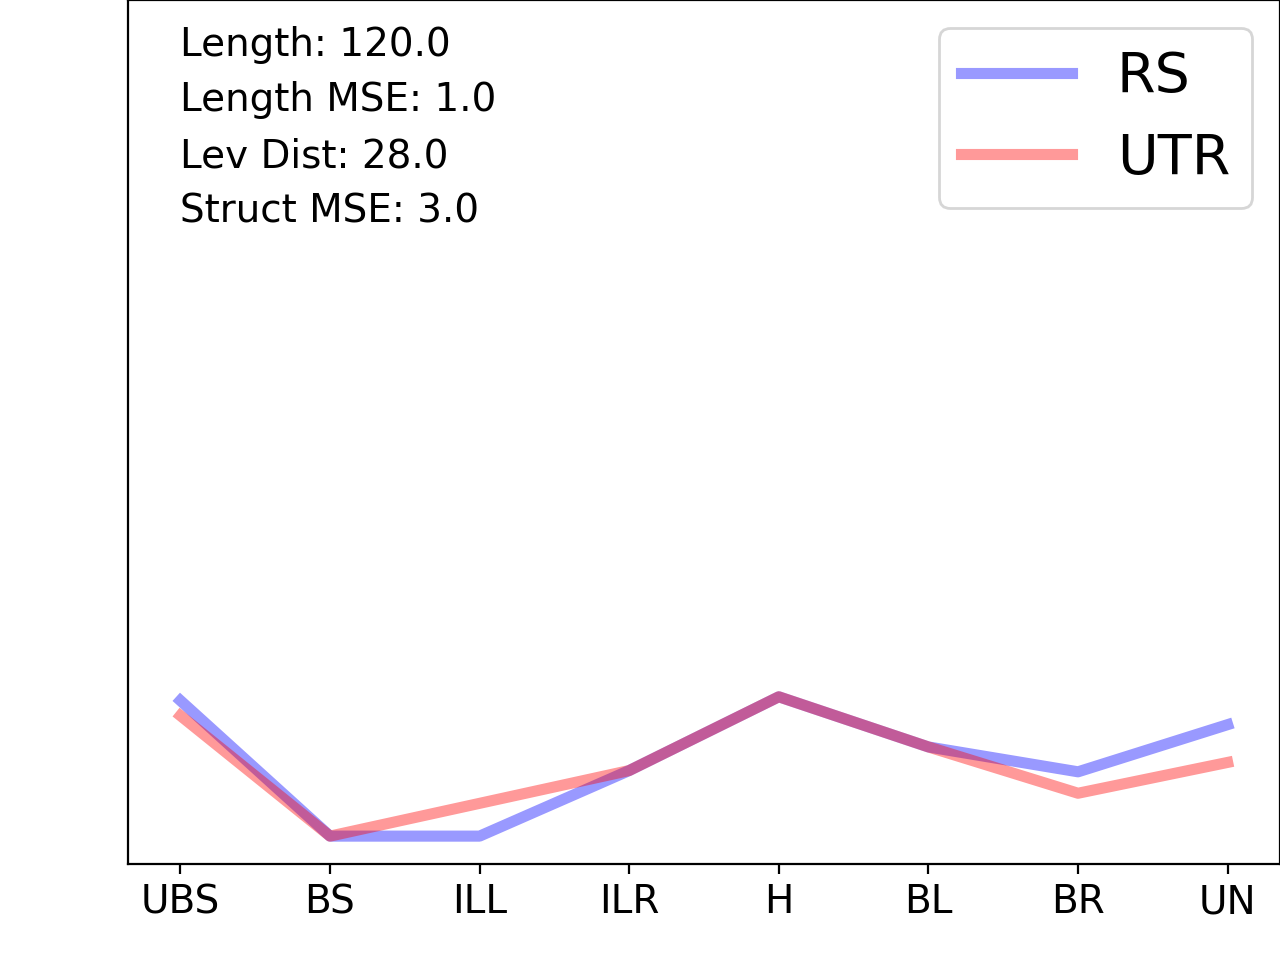 Length: 120.0
Length MSE: 1.0
Lev Dist: 28.0
Struct MSE: 3.0
RS
UTR
UBS BS ILL ILR H BL BR UN